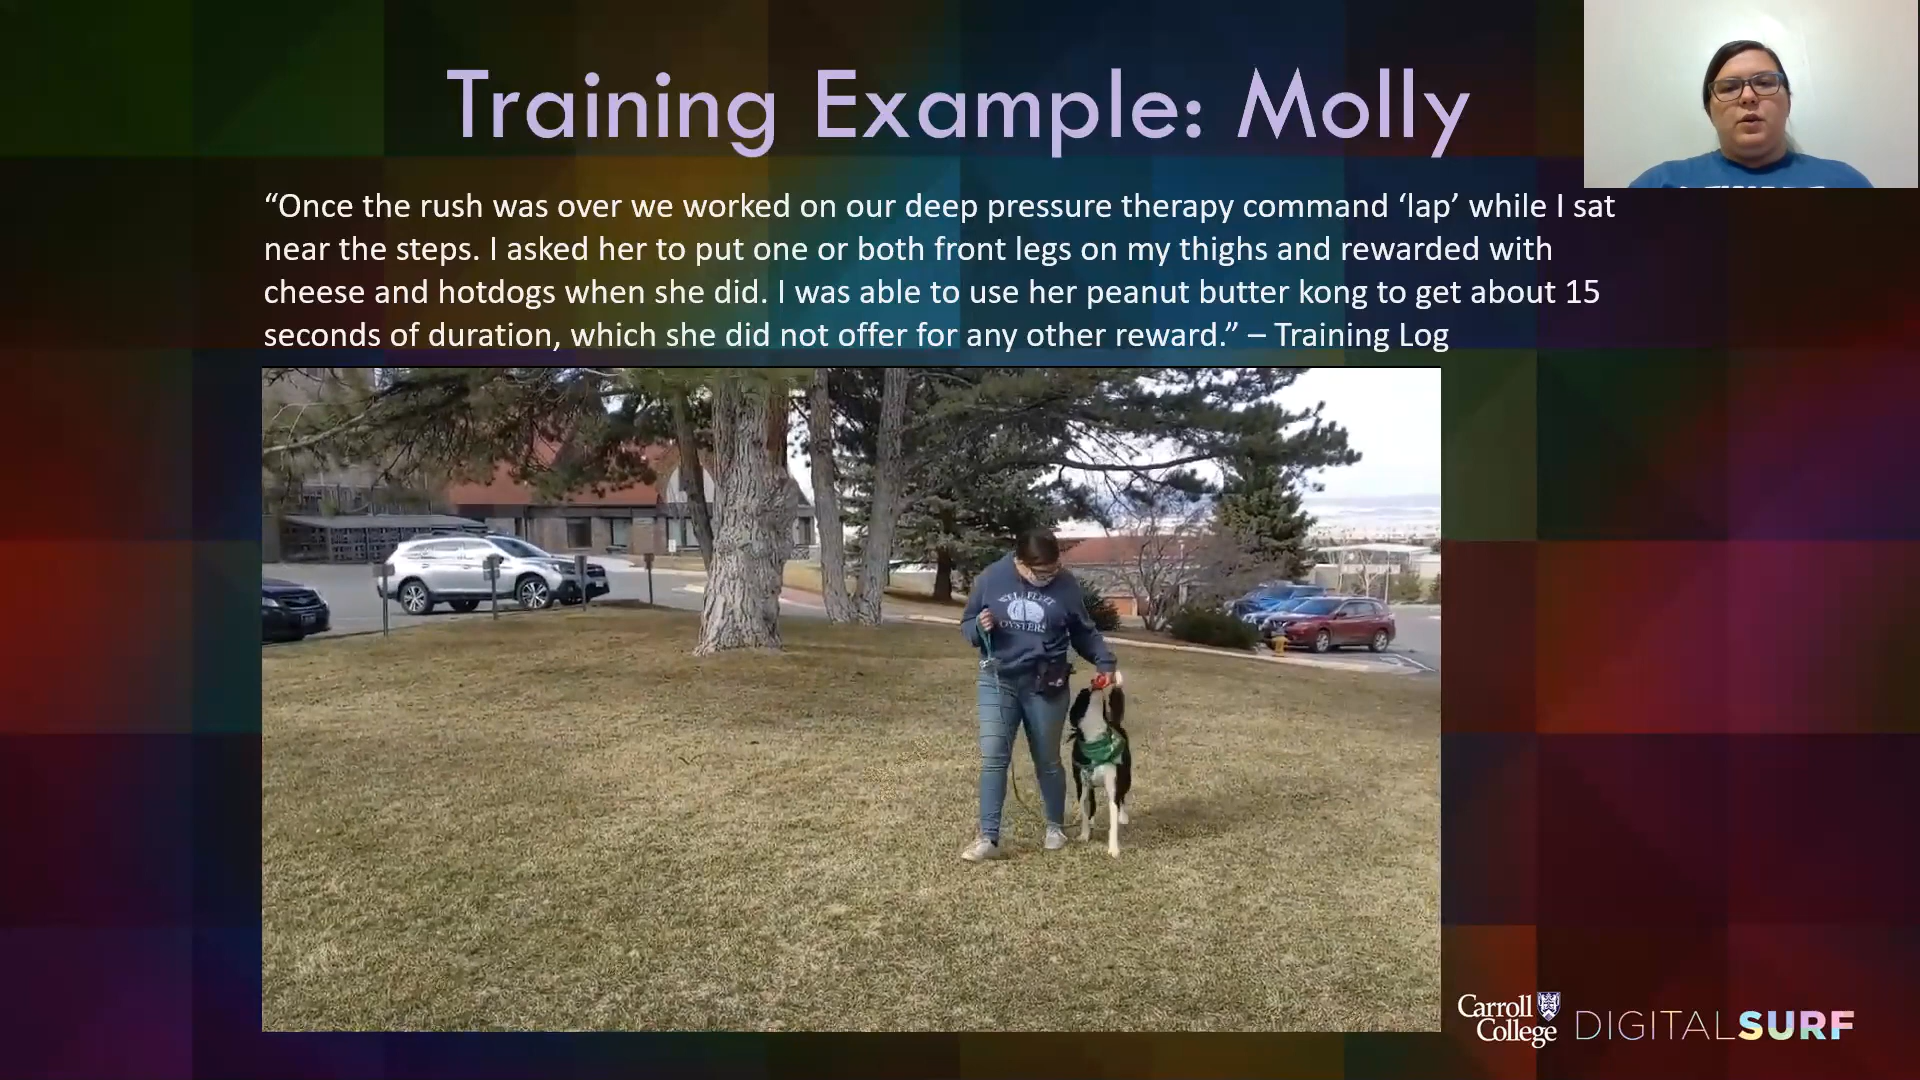 Training Example: Molly
“Once the rush was over we worked on our deep pressure therapy command ‘lap’ while I sat
near the steps. I asked her to put one or both front legs on my thighs and rewarded with
cheese and hotdogs when she did. I was able to use her peanut butter kong to get about 15
seconds of duration, which she did not offer for any other reward.” – Training Log
WELLFLEET
OYSTERS
Carroll
College
DIGITALSURF